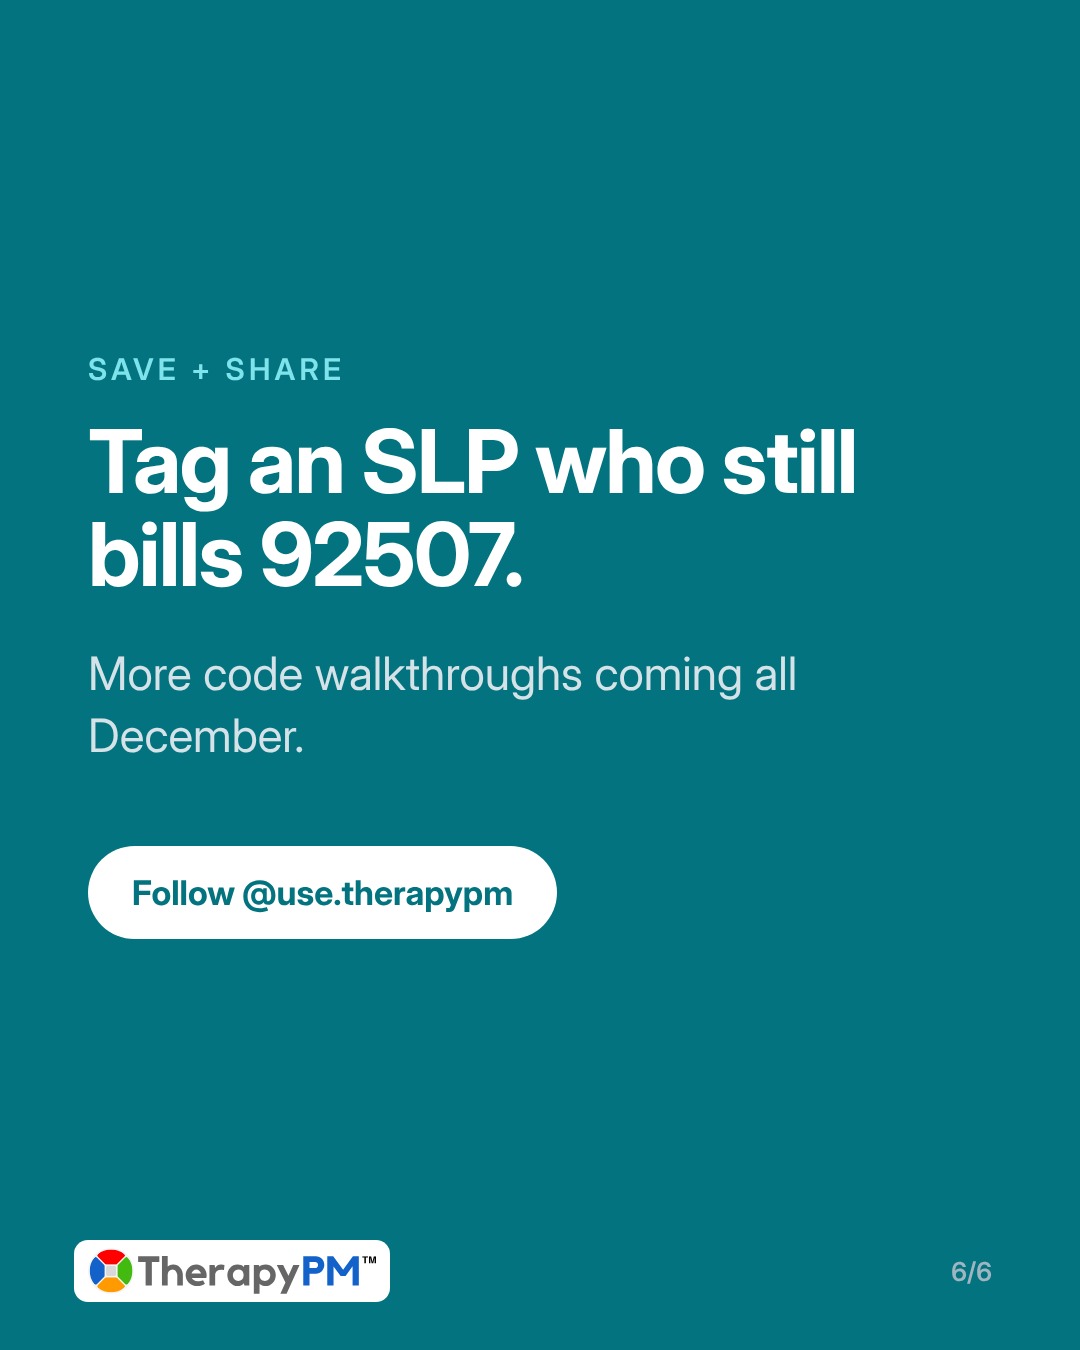 SAVE + SHARE
Tag an SLP who still
bills 92507.
More code walkthroughs coming all
December.
Follow @use.therapypm
TherapyPM™
6/6